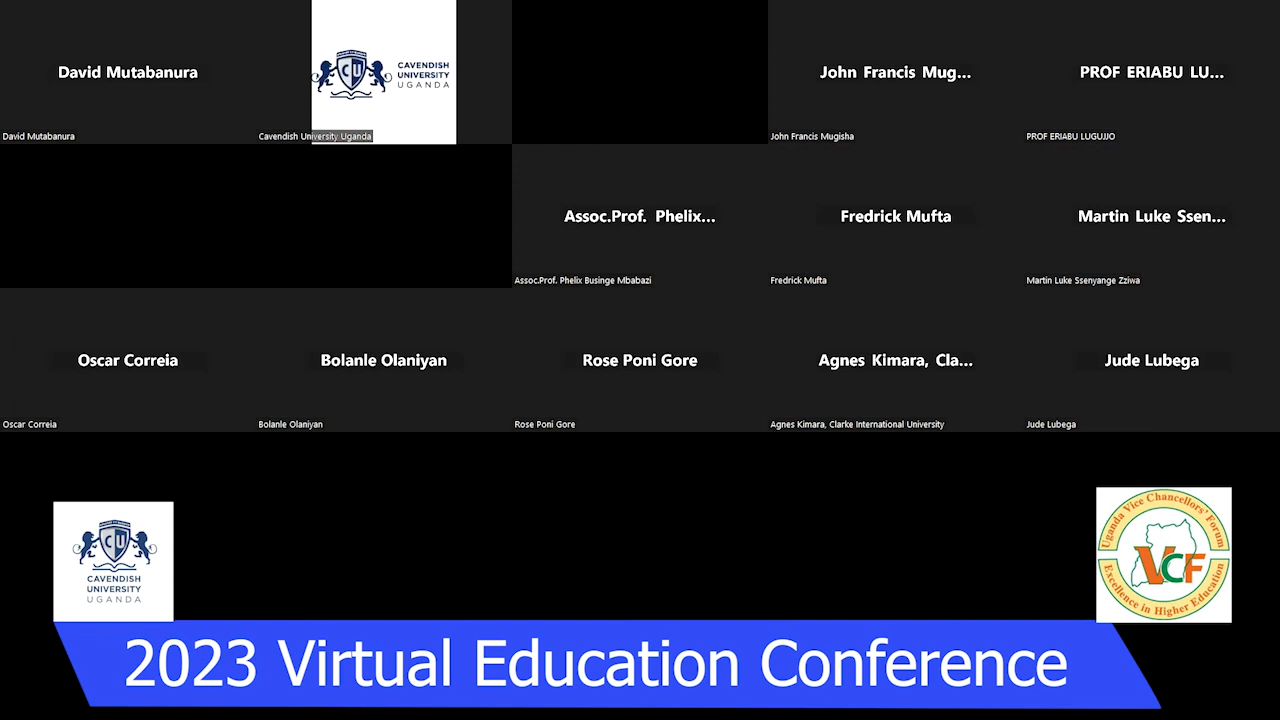 David Mutabanura
CAVENDISH
UNIVERSITY
UGANDA
CU
John Francis Mug...
PROF ERIABU LU...
David Mutabanura
Cavendish University Uganda
John Francis Mugisha
PROF ERIABU LUGUJJO
Assoc.Prof. Phelix...
Fredrick Mufta
Martin Luke Ssen...
Assoc.Prof. Phelix Businge Mbabazi
Fredrick Mufta
Martin Luke Ssenyange Zziwa
Oscar Correia
Bolanle Olaniyan
Rose Poni Gore
Agnes Kimara, Cla...
Jude Lubega
Oscar Correia
Bolanle Olaniyan
Rose Poni Gore
Agnes Kimara, Clarke International University
Jude Lubega
CU
CAVENDISH
UNIVERSITY
UGANDA
Uganda Vice Chancellors' Forum
VCF
Excellence in Higher Education
2023 Virtual Education Conference